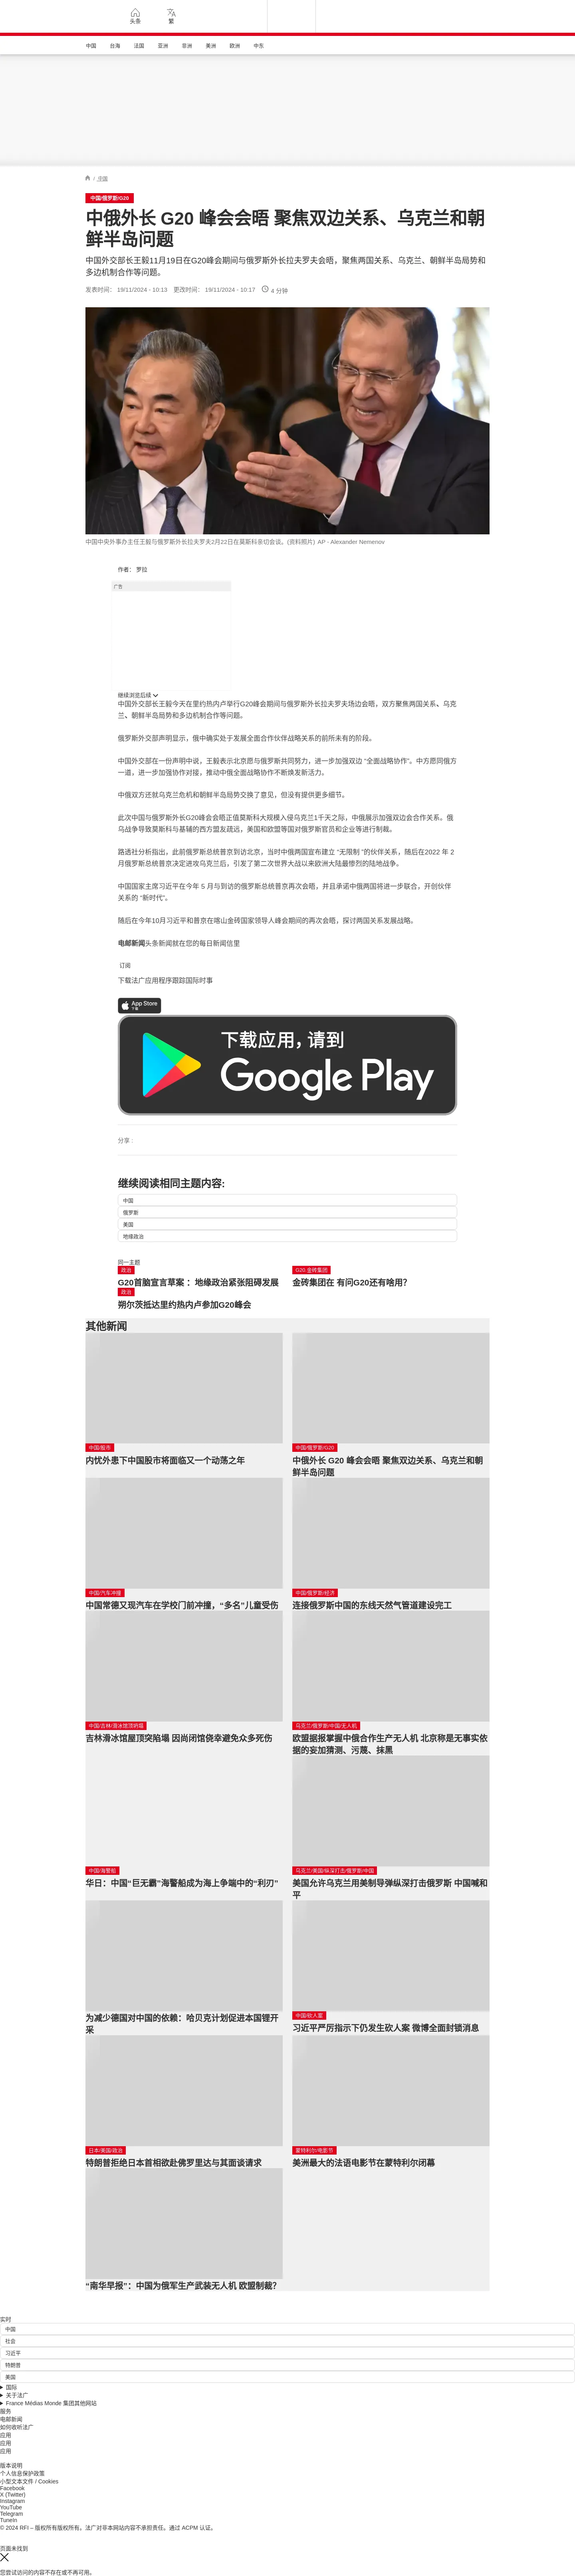 头条
繁
中国 台海 法国 亚洲 非洲 美洲 欧洲 中东
/ 中国
中国/俄罗斯/G20
中俄外长 G20 峰会会晤 聚焦双边关系、乌克兰和朝
鲜半岛问题
中国外交部长王毅11月19日在G20峰会期间与俄罗斯外长拉夫罗夫会晤，聚焦两国关系、乌克兰、朝鲜半岛局势和
多边机制合作等问题。
发表时间： 19/11/2024 - 10:13 更改时间： 19/11/2024 - 10:17 4 分钟
中国中央外事办主任王毅与俄罗斯外长拉夫罗夫2月22日在莫斯科亲切会谈。(资料照片) AP - Alexander Nemenov
作者： 罗拉
广告
继续浏览后续
中国外交部长王毅今天在里约热内卢举行G20峰会期间与俄罗斯外长拉夫罗夫场边会晤，双方聚焦两国关系、乌克
兰、朝鲜半岛局势和多边机制合作等问题。
俄罗斯外交部声明显示，俄中确实处于发展全面合作伙伴战略关系的前所未有的阶段。
中国外交部在一份声明中说，王毅表示北京愿与俄罗斯共同努力，进一步加强双边 “全面战略协作”。中方愿同俄方
一道，进一步加强协作对接，推动中俄全面战略协作不断焕发新活力。
中俄双方还就乌克兰危机和朝鲜半岛局势交换了意见，但没有提供更多细节。
此次中国与俄罗斯外长G20峰会会晤正值莫斯科大规模入侵乌克兰1千天之际，中俄展示加强双边会合作关系。俄
乌战争导致莫斯科与基辅的西方盟友疏远，美国和欧盟等国对俄罗斯官员和企业等进行制裁。
路透社分析指出，此前俄罗斯总统普京到访北京，当时中俄两国宣布建立 “无限制 ”的伙伴关系，随后在2022 年 2
月俄罗斯总统普京决定进攻乌克兰后，引发了第二次世界大战以来欧洲大陆最惨烈的陆地战争。
中国国家主席习近平在今年 5 月与到访的俄罗斯总统普京再次会晤，并且承诺中俄两国将进一步联合，开创伙伴
关系的 “新时代”。
随后在今年10月习近平和普京在喀山金砖国家领导人峰会期间的再次会晤，探讨两国关系发展战略。
电邮新闻头条新闻就在您的每日新闻信里
订阅
下载法广应用程序跟踪国际时事
App Store
下载
下载应用，请到
Google Play
分享 :
继续阅读相同主题内容:
中国
俄罗斯
美国
地缘政治
同一主题
政治
G20首脑宣言草案： 地缘政治紧张阻碍发展
G20 金砖集团
金砖集团在 有问G20还有啥用？
政治
朔尔茨抵达里约热内卢参加G20峰会
其他新闻
中国/股市
内忧外患下中国股市将面临又一个动荡之年
中国/俄罗斯/G20
中俄外长 G20 峰会会晤 聚焦双边关系、乌克兰和朝
鲜半岛问题
中国/汽车冲撞
中国常德又现汽车在学校门前冲撞，“多名”儿童受伤
中国/俄罗斯/经济
连接俄罗斯中国的东线天然气管道建设完工
中国/吉林/滑冰馆顶坍塌
吉林滑冰馆屋顶突陷塌 因尚闭馆侥幸避免众多死伤
乌克兰/俄罗斯/中国/无人机
欧盟据报掌握中俄合作生产无人机 北京称是无事实依
据的妄加猜测、污蔑、抹黑
中国/海警船
华日：中国“巨无霸”海警船成为海上争端中的“利刃”
乌克兰/美国/纵深打击/俄罗斯/中国
美国允许乌克兰用美制导弹纵深打击俄罗斯 中国喊和
平
为减少德国对中国的依赖：哈贝克计划促进本国锂开
采
中国/砍人案
习近平严厉指示下仍发生砍人案 微博全面封锁消息
日本/美国/政治
特朗普拒绝日本首相欲赴佛罗里达与其面谈请求
蒙特利尔/电影节
美洲最大的法语电影节在蒙特利尔闭幕
“南华早报”：中国为俄军生产武装无人机 欧盟制裁？
实时
中国
社会
习近平
特朗普
美国
国际
关于法广
France Médias Monde 集团其他网站
服务
电邮新闻
如何收听法广
应用
应用
应用
版本说明
个人信息保护政策
小型文本文件 / Cookies
Facebook
X (Twitter)
Instagram
YouTube
Telegram
TuneIn
© 2024 RFI – 版权所有版权所有。法广对非本网站内容不承担责任。通过 ACPM 认证。
页面未找到
您尝试访问的内容不存在或不再可用。